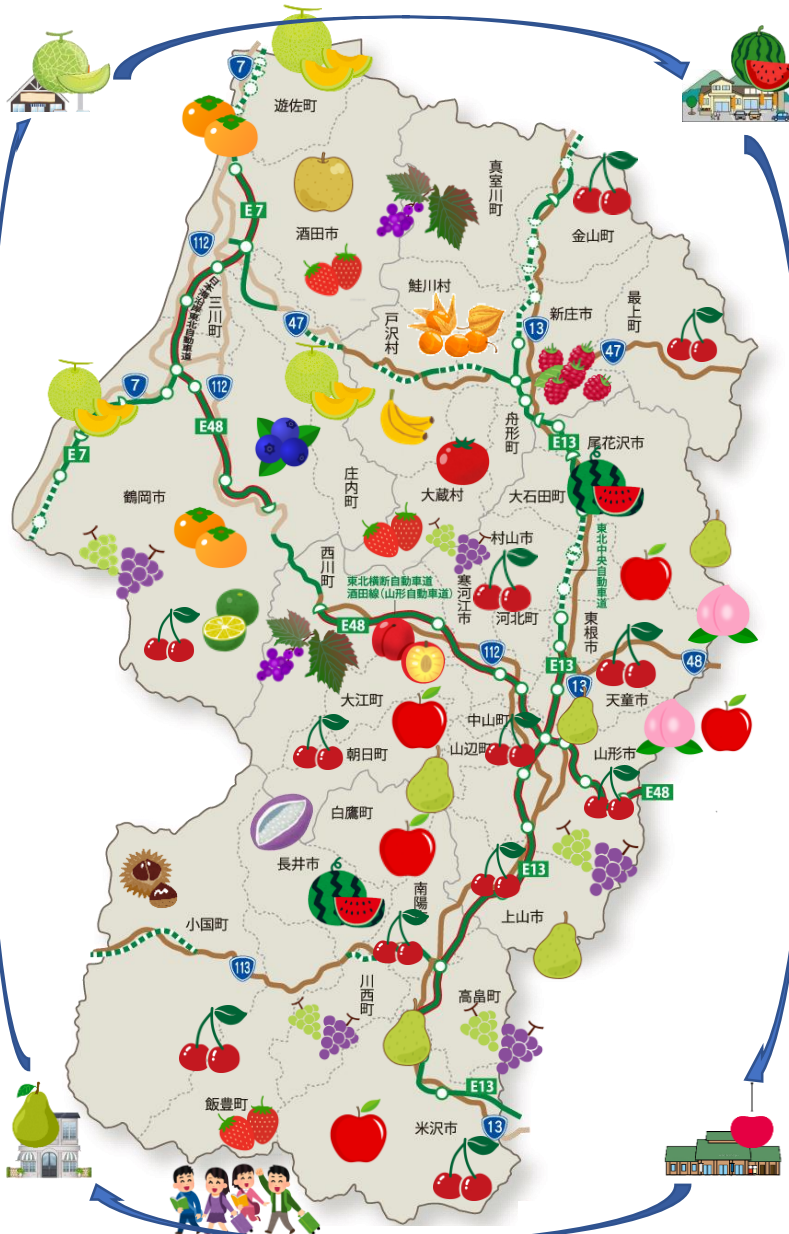 7
遊佐町
真室川町
E7
酒田市
金山町
112
日本海沿岸東北自動車道
三川町
鮭川村
最上町
新庄市
戸沢村
47
13
47
7
112
E48
舟形町
E13
尾花沢市
E7
鶴岡市
庄内町
大蔵村
大石田町
村山市
東北中央自動車道
西川町
東北横断自動車道
酒田線(山形自動車道)
寒河江市
河北町
E48
東根市
112
E13
48
13
大江町
天童市
中山町
朝日町
山辺町
山形市
E48
白鷹町
長井市
E13
南陽
上山市
小国町
113
川西町
高畠町
飯豊町
E13
米沢市
13